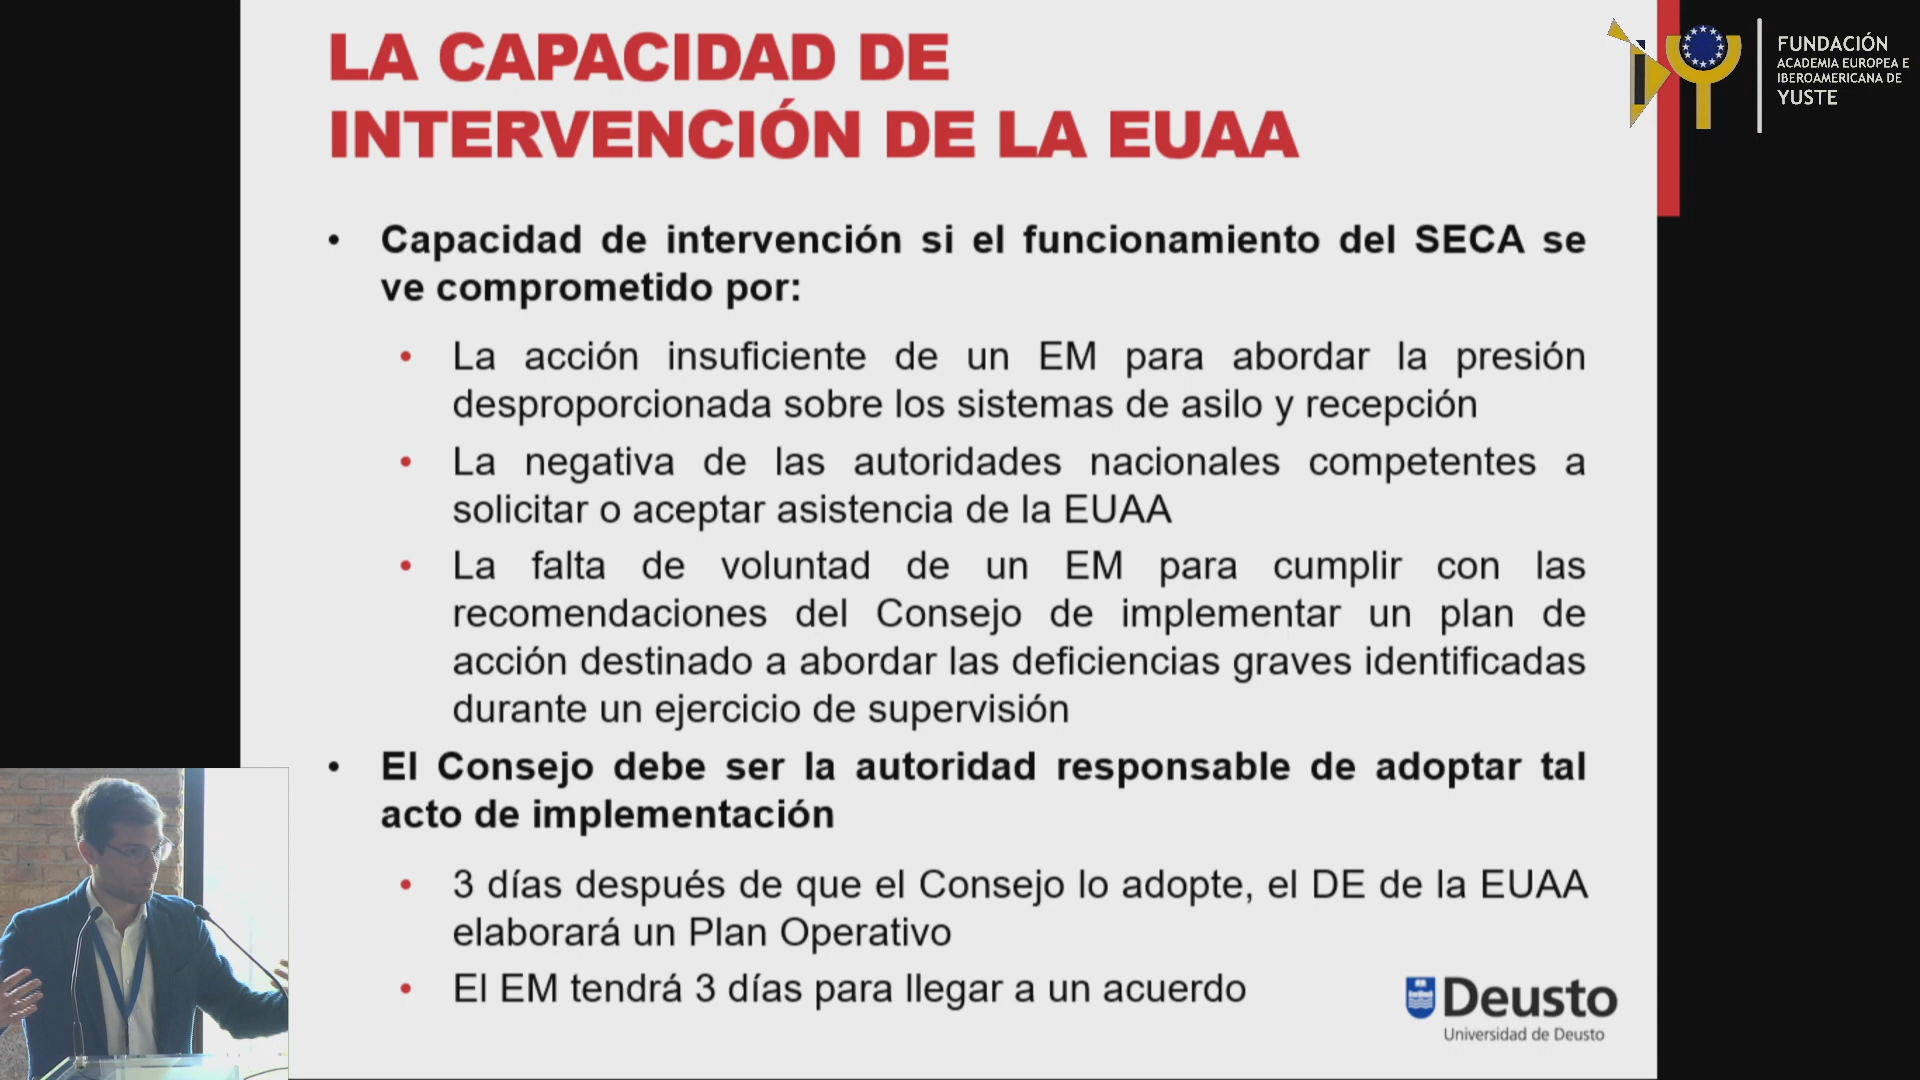 LA CAPACIDAD DE
INTERVENCIÓN DE LA EUAA
FUNDACIÓN
ACADEMIA EUROPEA E
IBEROAMERICANA DE
YUSTE
• Capacidad de intervención si el funcionamiento del SECA se
ve comprometido por:
• La acción insuficiente de un EM para abordar la presión
desproporcionada sobre los sistemas de asilo y recepción
• La negativa de las autoridades nacionales competentes a
solicitar o aceptar asistencia de la EUAA
• La falta de voluntad de un EM para cumplir con las
recomendaciones del Consejo de implementar un plan de
acción destinado a abordar las deficiencias graves identificadas
durante un ejercicio de supervisión
• El Consejo debe ser la autoridad responsable de adoptar tal
acto de implementación
• 3 días después de que el Consejo lo adopte, el DE de la EUAA
elaborará un Plan Operativo
• El EM tendrá 3 días para llegar a un acuerdo
Deusto
Universidad de Deusto